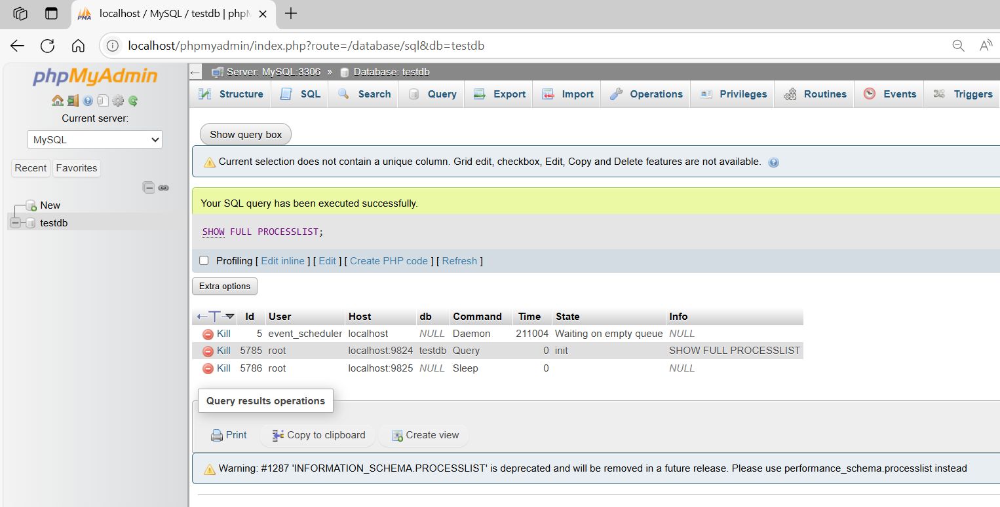 localhost / MySQL / testdb | phpM
localhost/phpmyadmin/index.php?route=/database/sql&db=testdb
phpMyAdmin
Current server:
MySQL
Recent Favorites
New
testdb
Server: MySQL:3306 » Database: testdb
Structure SQL Search Query Export Import Operations Privileges Routines Events Triggers
Show query box
Current selection does not contain a unique column. Grid edit, checkbox, Edit, Copy and Delete features are not available.
Your SQL query has been executed successfully.
SHOW FULL PROCESSLIST;
Profiling [ Edit inline ] [ Edit ] [ Create PHP code ] [ Refresh ]
Extra options
Id User Host db Command Time State Info
Kill 5 event_scheduler localhost NULL Daemon 211004 Waiting on empty queue NULL
Kill 5785 root localhost:9824 testdb Query 0 init SHOW FULL PROCESSLIST
Kill 5786 root localhost:9825 NULL Sleep 0 NULL
Query results operations
Print Copy to clipboard Create view
Warning: #1287 'INFORMATION_SCHEMA.PROCESSLIST' is deprecated and will be removed in a future release. Please use performance_schema.processlist instead